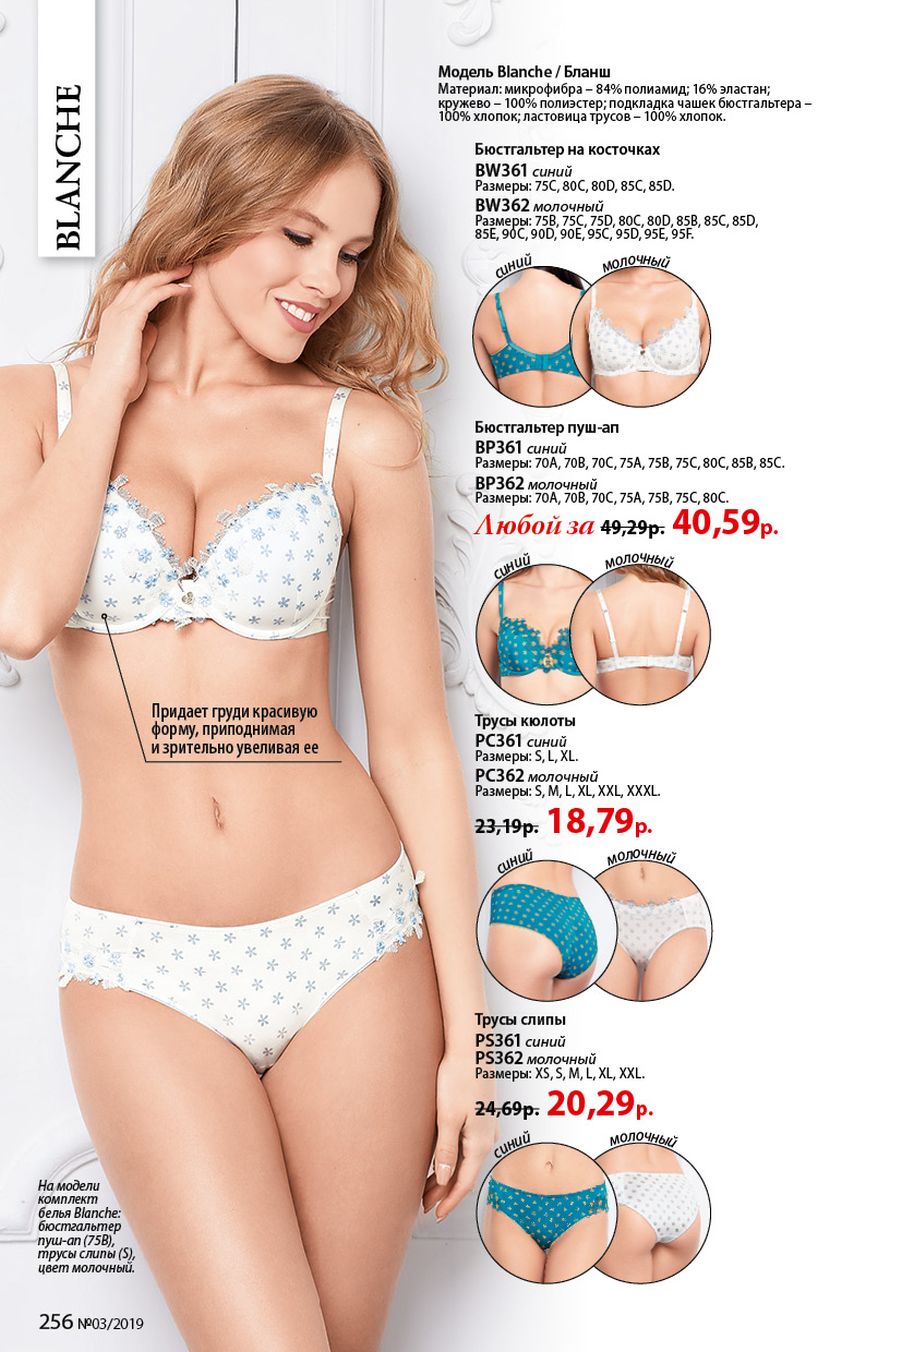 BLANCHE
Модель Blanche / Бланш
Материал: микрофибра – 84% полиамид; 16% эластан;
кружево – 100% полиэстер; подкладка чашек бюстгальтера –
100% хлопок; ластовица трусов – 100% хлопок.
Бюстгальтер на косточках
BW361 синий
Размеры: 75C, 80C, 80D, 85C, 85D.
BW362 молочный
Размеры: 75B, 75C, 75D, 80C, 80D, 85B, 85C, 85D,
85E, 90C, 90D, 90E, 95C, 95D, 95E, 95F.
синий
молочный
Бюстгальтер пуш-ап
BP361 синий
Размеры: 70A, 70B, 70C, 75A, 75B, 75C, 80C, 85B, 85C.
BP362 молочный
Размеры: 70A, 70B, 70C, 75A, 75B, 75C, 80C.
Любой за 49,29р. 40,59р.
синий
молочный
Придает груди красивую
форму, приподнимая
и зрительно увеливая ее
Трусы кюлоты
PC361 синий
Размеры: S, L, XL.
PC362 молочный
Размеры: S, M, L, XL, XXL, XXXL.
23,19р. 18,79р.
синий
молочный
Трусы слипы
PS361 синий
PS362 молочный
Размеры: XS, S, M, L, XL, XXL.
24,69р. 20,29р.
синий
молочный
На модели
комплект
белья Blanche:
бюстгальтер
пуш-ап (75B),
трусы слипы (S),
цвет молочный.
256 №03/2019